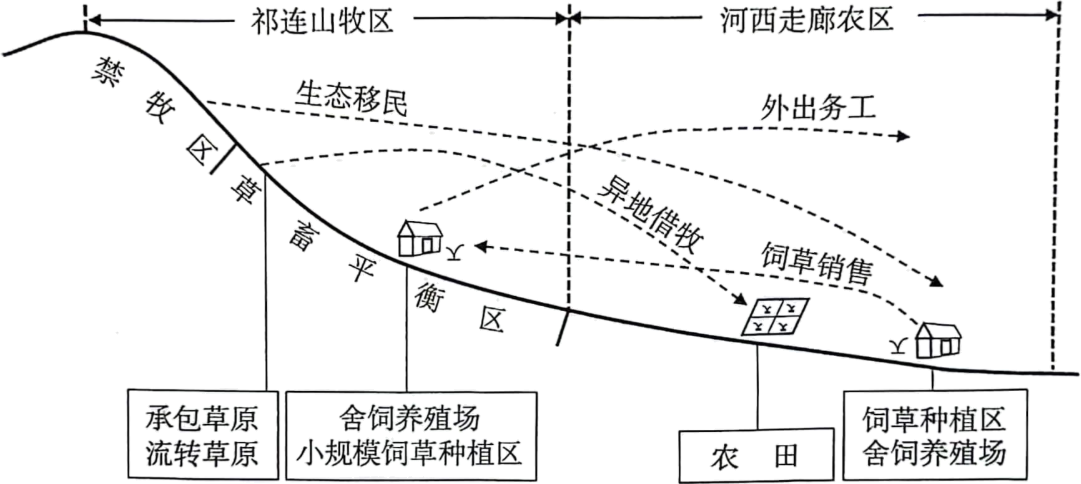 祁连山牧区
河西走廊农区
禁牧区
草畜平衡区
生态移民
外出务工
异地借牧
饲草销售
承包草原
流转草原
舍饲养殖场
小规模饲草种植区
农田
饲草种植区
舍饲养殖场